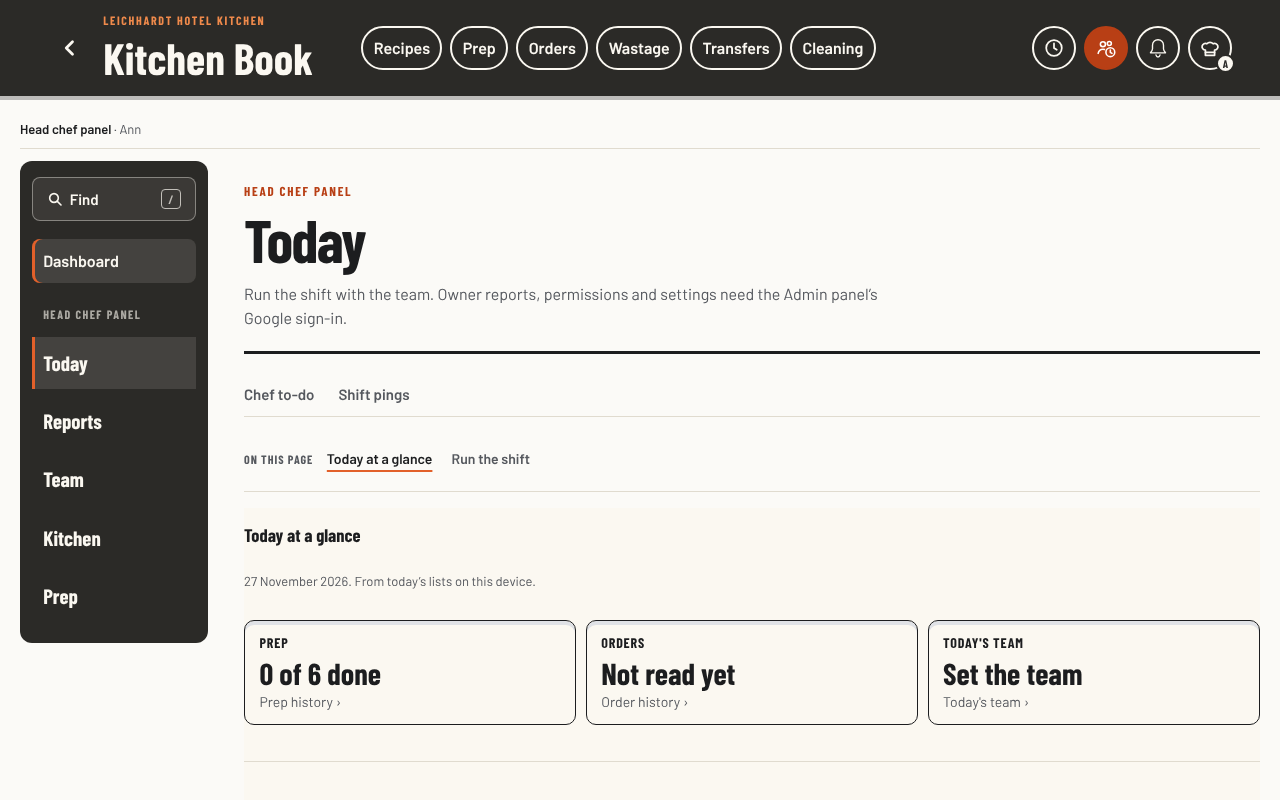 LEICHHARDT HOTEL KITCHEN
Kitchen Book
Recipes
Prep
Orders
Wastage
Transfers
Cleaning
A
Head chef panel · Ann
Find
/
Dashboard
HEAD CHEF PANEL
Today
Reports
Team
Kitchen
Prep
HEAD CHEF PANEL
Today
Run the shift with the team. Owner reports, permissions and settings need the Admin panel's
Google sign-in.
Chef to-do
Shift pings
ON THIS PAGE
Today at a glance
Run the shift
Today at a glance
27 November 2026. From today's lists on this device.
PREP
0 of 6 done
Prep history ›
ORDERS
Not read yet
Order history ›
TODAY'S TEAM
Set the team
Today's team ›